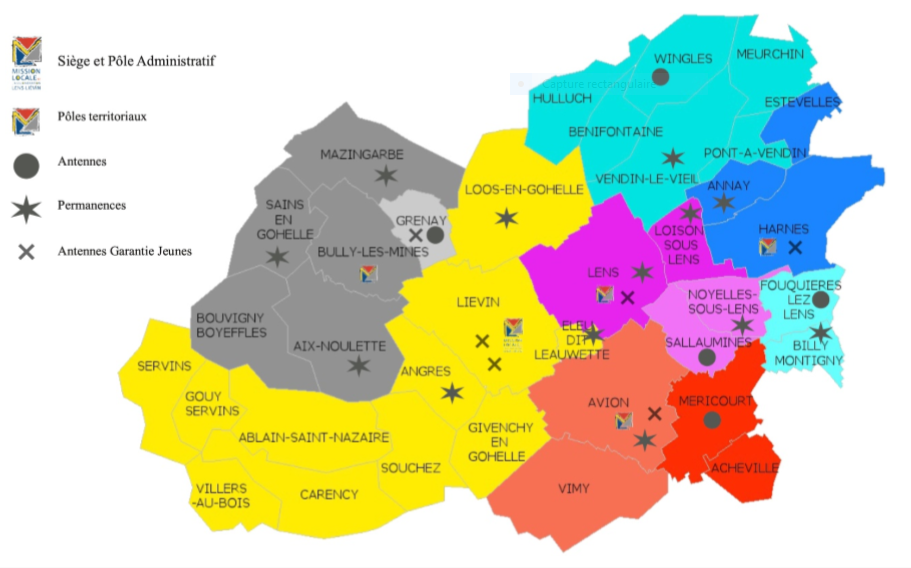 MISSION
LOCALE
LENS LIEVIN
Siège et Pôle Administratif
Pôles territoriaux
Antennes
Permanences
Antennes Garantie Jeunes
Capture rectangulaire
WINGLES
MEURCHIN
HULLUCH
ESTEVELLES
BENIFONTAINE
PONT-A-VENDIN
VENDIN-LE-VIEIL
ANNAY
MAZINGARBE
LOOS-EN-GOHELLE
SAINS
EN
GOHELLE
GRENAY
BULLY-LES-MINES
LOISON
SOUS
LENS
HARNES
LENS
FOUQUIERES
LEZ
LENS
NOYELLES-
SOUS-LENS
LIEVIN
BOUVIGNY
BOYEFFLES
ELEU
DIT
LEAUWETTE
SALLAUMINES
BILLY
MONTIGNY
AIX-NOULETTE
SERVINS
ANGRES
GOUY
SERVINS
AVION
MERICOURT
ABLAIN-SAINT-NAZAIRE
GIVENCHY
EN
GOHELLE
SOUCHEZ
ACHEVILLE
VILLERS
-AU-BOIS
CARENCY
VIMY